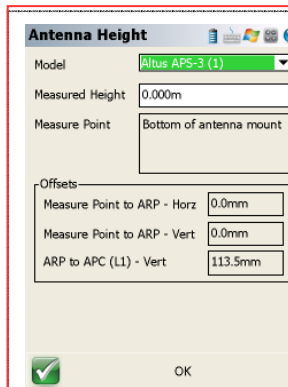 Antenna Height
Model Altus APS-3 (1)
Measured Height 0.000m
Measure Point Bottom of antenna mount
Offsets
Measure Point to ARP - Horz 0.0mm
Measure Point to ARP - Vert 0.0mm
ARP to APC (L1) - Vert 113.5mm
OK